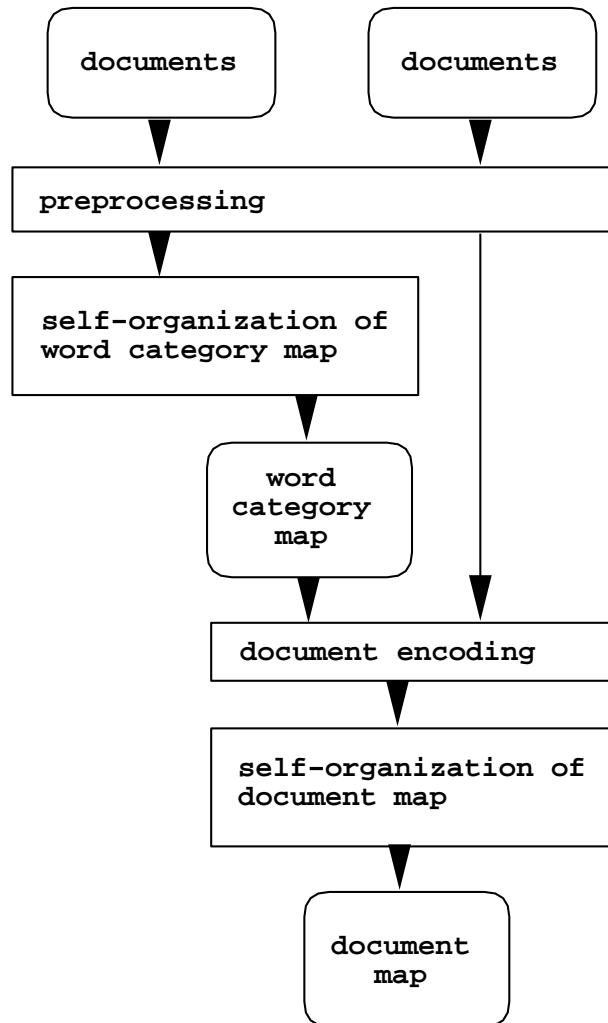 documents
documents
preprocessing
self-organization of
word category map
word
category
map
document encoding
self-organization of
document map
document
map